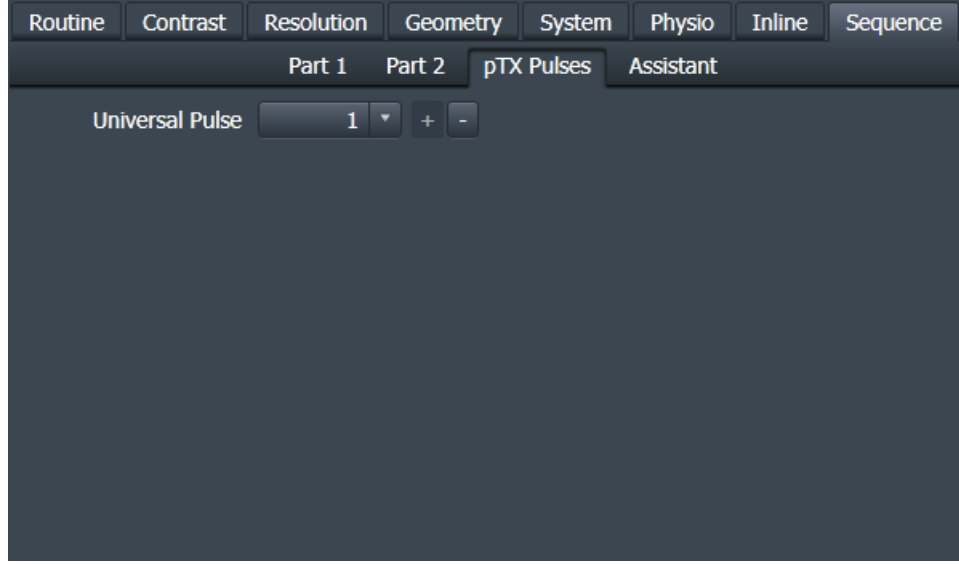 Routine Contrast Resolution Geometry System Physio Inline Sequence
Part 1 Part 2 pTX Pulses Assistant
Universal Pulse 1 + -